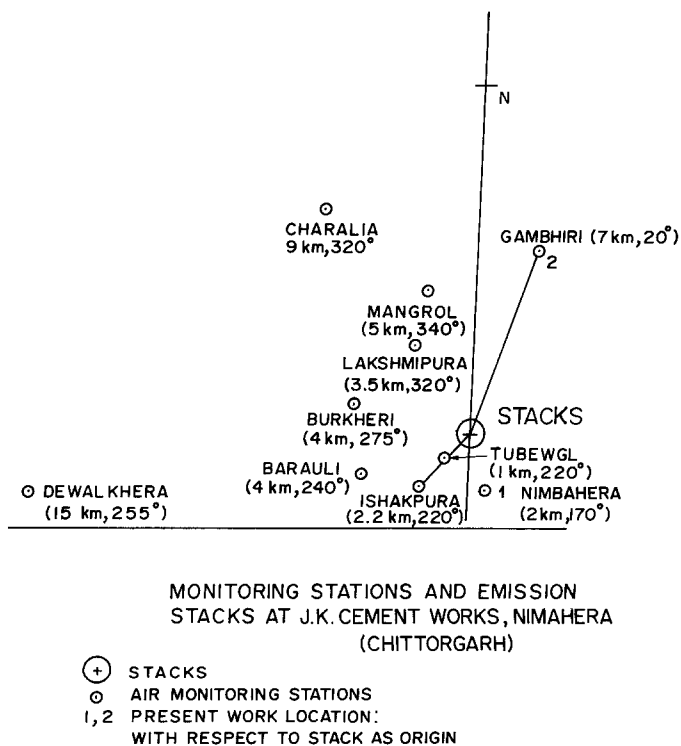 N
CHARALIA
9 km, 320°
GAMBHIRI (7 km, 20°)
2
MANGROL
(5 km, 340°)
LAKSHMIPURA
(3.5 km, 320°)
BURKHERI
(4 km, 275°)
STACKS
BARAULI
(4 km, 240°)
TUBEWGL
(1 km, 220°)
DEWALKHERA
(15 km, 255°)
ISHAKPURA
(2.2 km, 220°)
1 NIMBAHERA
(2 km, 170°)
MONITORING STATIONS AND EMISSION
STACKS AT J.K. CEMENT WORKS, NIMAHERA
(CHITTORGARH)
STACKS
AIR MONITORING STATIONS
1,2 PRESENT WORK LOCATION:
WITH RESPECT TO STACK AS ORIGIN